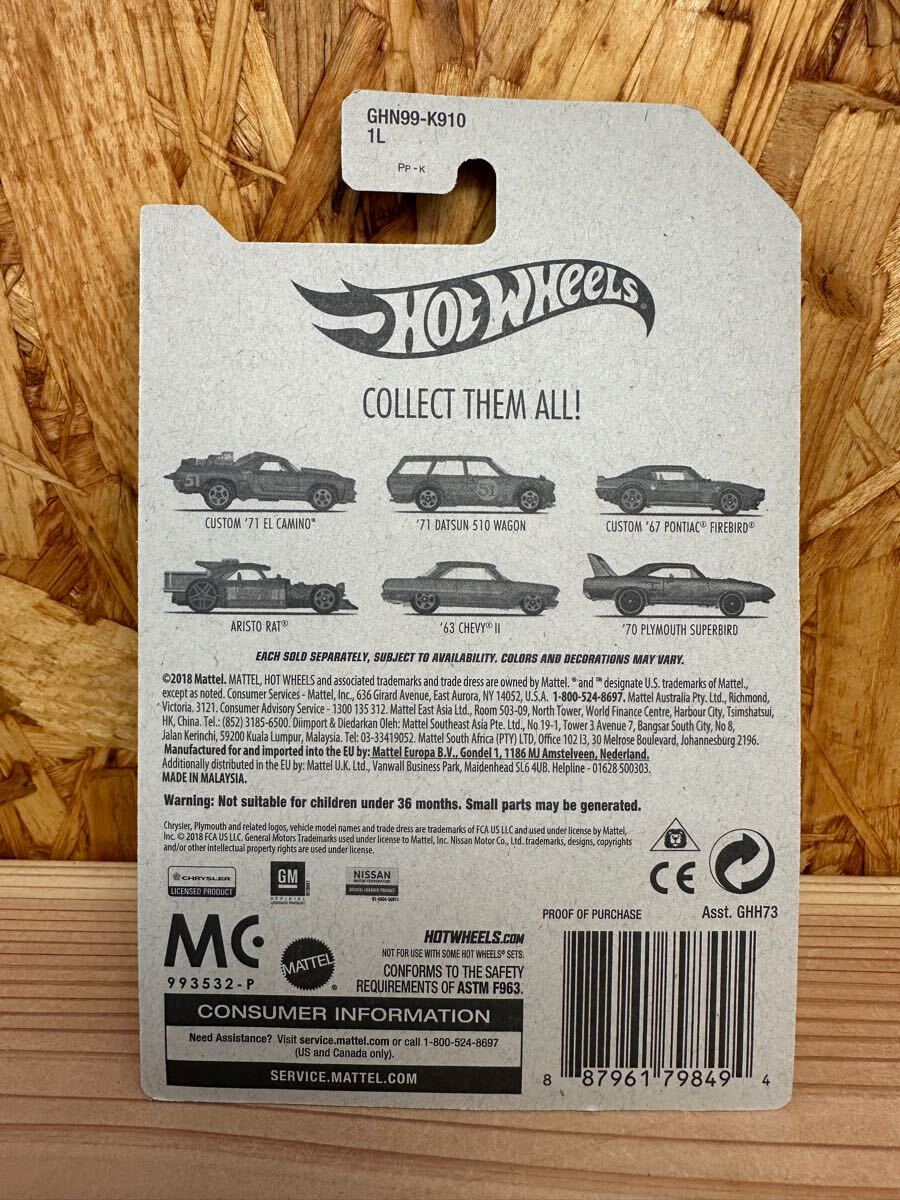 GHN99-K910
1L
PP-K
HOT WHEELS®
COLLECT THEM ALL!
51
51
CUSTOM '71 EL CAMINO™
'71 DATSUN 510 WAGON
CUSTOM '67 PONTIAC® FIREBIRD®
ARISTO RAT®
'63 CHEVY® II
'70 PLYMOUTH SUPERBIRD
EACH SOLD SEPARATELY, SUBJECT TO AVAILABILITY. COLORS AND DECORATIONS MAY VARY.
©2018 Mattel. MATTEL, HOT WHEELS and associated trademarks and trade dress are owned by Mattel. ® and ™ designate U.S. trademarks of Mattel.,
except as noted. Consumer Services - Mattel, Inc., 636 Girard Avenue, East Aurora, NY 14052, U.S.A. 1-800-524-8697. Mattel Australia Pty. Ltd., Richmond,
Victoria. 3121. Consumer Advisory Service - 1300 135 312. Mattel East Asia Ltd., Room 503-09, North Tower, World Finance Centre, Harbour City, Tsimshatsui,
HK, China. Tel.: (852) 3185-6500. Diimport & Diedarkan Oleh: Mattel Southeast Asia Pte. Ltd., No 19-1, Tower 3 Avenue 7, Bangsar South City, No 8,
Jalan Kerinchi, 59200 Kuala Lumpur, Malaysia. Tel: 03-33419052. Mattel South Africa (PTY) LTD, Office 102 I3, 30 Melrose Boulevard, Johannesburg 2196.
Manufactured for and imported into the EU by: Mattel Europa B.V., Gondel 1, 1186 MJ Amstelveen, Nederland.
Additionally distributed in the EU by: Mattel U.K. Ltd., Vanwall Business Park, Maidenhead SL6 4UB. Helpline - 01628 500303.
MADE IN MALAYSIA.
Warning: Not suitable for children under 36 months. Small parts may be generated.
Chrysler, Plymouth and related logos, vehicle model names and trade dress are trademarks of FCA US LLC and used under license by Mattel,
Inc. © 2018 FCA US LLC. General Motors Trademarks used under license to Mattel, Inc. Nissan Motor Co., Ltd. trademarks, designs, copyrights
and/or other intellectual property rights are used under license.
CHRYSLER
LICENSED PRODUCT
GM
OFFICIAL
LICENSED PRODUCT
NISSAN
MOTOR CORPORATION
OFFICIAL LICENSED PRODUCT
CE
PROOF OF PURCHASE
Asst. GHH73
MC
993532-P
MATTEL®
HOTWHEELS.COM
NOT FOR USE WITH SOME HOT WHEELS® SETS.
CONFORMS TO THE SAFETY
REQUIREMENTS OF ASTM F963.
CONSUMER INFORMATION
Need Assistance? Visit service.mattel.com or call 1-800-524-8697
(US and Canada only).
SERVICE.MATTEL.COM
8 87961 79849 4